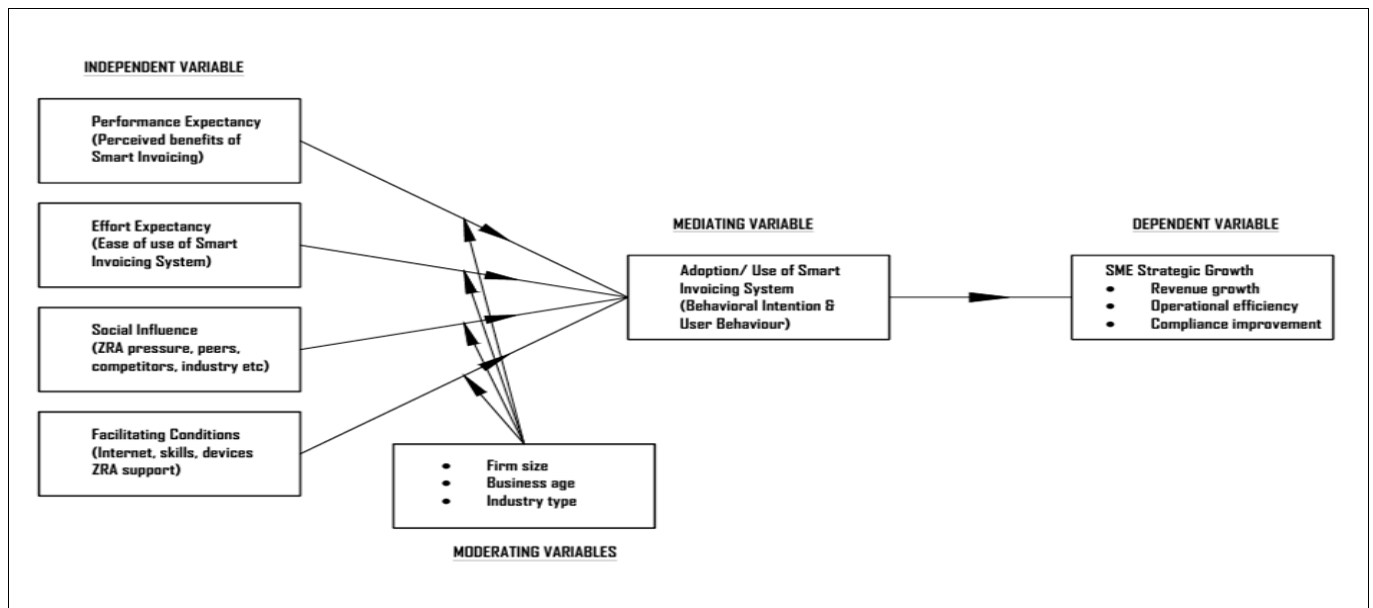 INDEPENDENT VARIABLE
Performance Expectancy
(Perceived benefits of
Smart Invoicing)
Effort Expectancy
(Ease of use of Smart
Invoicing System)
Social Influence
(ZRA pressure, peers,
competitors, industry etc)
Facilitating Conditions
(Internet, skills, devices
ZRA support)
• Firm size
• Business age
• Industry type
MODERATING VARIABLES
MEDIATING VARIABLE
Adoption/ Use of Smart
Invoicing System
(Behavioral Intention &
User Behaviour)
DEPENDENT VARIABLE
SME Strategic Growth
• Revenue growth
• Operational efficiency
• Compliance improvement